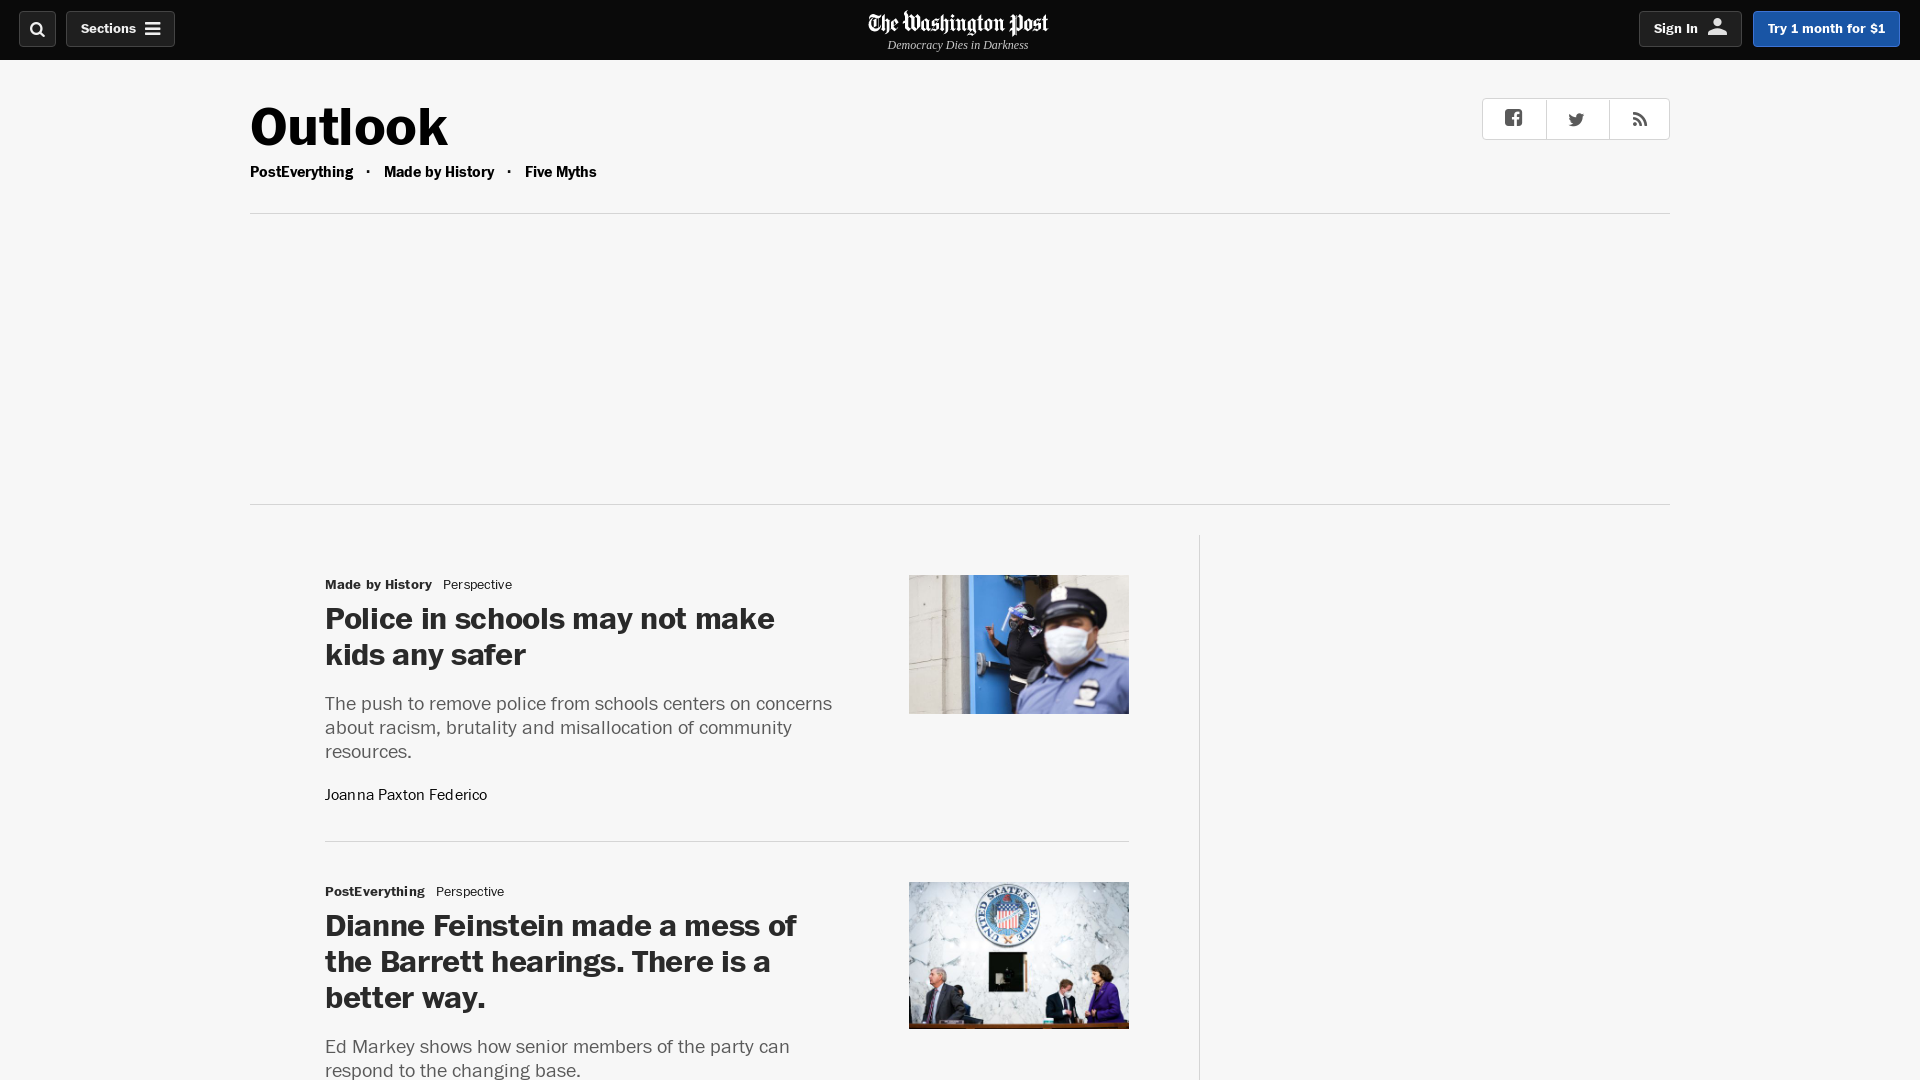 Sections
The Washington Post
Democracy Dies in Darkness
Sign In
Try 1 month for $1
Outlook
PostEverything · Made by History · Five Myths
Made by History Perspective
Police in schools may not make
kids any safer
The push to remove police from schools centers on concerns
about racism, brutality and misallocation of community
resources.
Joanna Paxton Federico
PostEverything Perspective
Dianne Feinstein made a mess of
the Barrett hearings. There is a
better way.
UNITED STATES SENATE
Ed Markey shows how senior members of the party can
respond to the changing base.